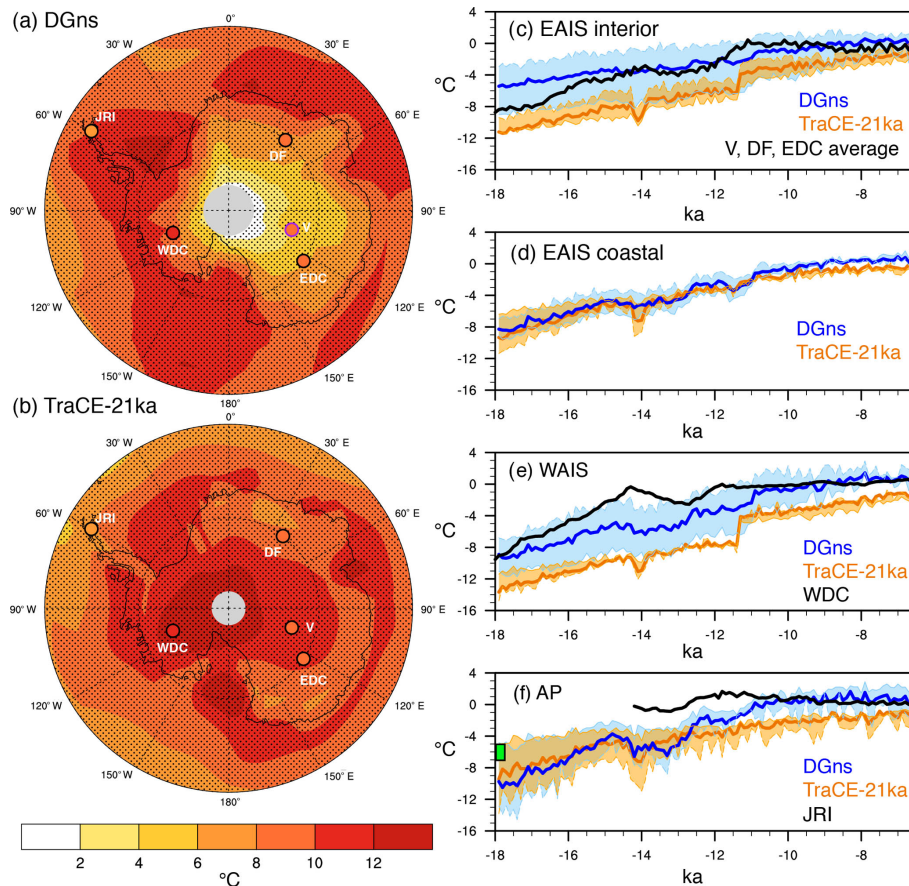 (a) DGns
0°
30° W
30° E
60° W
60° E
90° W
90° E
120° W
120° E
150° W
150° E
180°
JRI
DF
V
WDC
EDC
(b) TraCE-21ka
0°
30° W
30° E
60° W
60° E
90° W
90° E
120° W
120° E
150° W
150° E
180°
JRI
DF
V
WDC
EDC
2 4 6 8 10 12
°C
(c) EAIS interior
°C
4
0
-4
-8
-12
-16
DGns
TraCE-21ka
V, DF, EDC average
-18 -16 -14 -12 -10 -8
ka
(d) EAIS coastal
°C
4
0
-4
-8
-12
-16
DGns
TraCE-21ka
-18 -16 -14 -12 -10 -8
ka
(e) WAIS
°C
4
0
-4
-8
-12
-16
DGns
TraCE-21ka
WDC
-18 -16 -14 -12 -10 -8
ka
(f) AP
°C
4
0
-4
-8
-12
-16
DGns
TraCE-21ka
JRI
-18 -16 -14 -12 -10 -8
ka